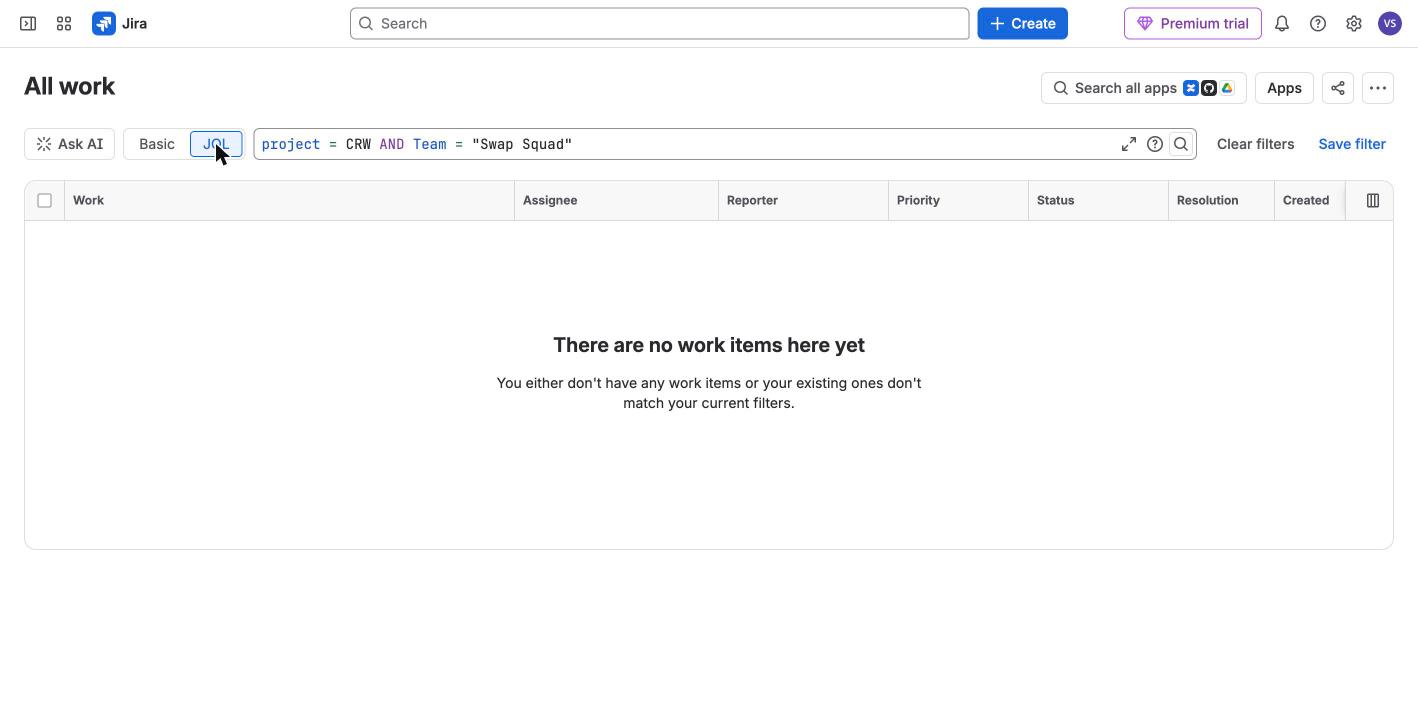 Jira
Search
Create
Premium trial
VS
All work
Search all apps
Apps
Ask AI
Basic
JQL
project = CRW AND Team = "Swap Squad"
Clear filters
Save filter
Work
Assignee
Reporter
Priority
Status
Resolution
Created
There are no work items here yet
You either don't have any work items or your existing ones don't
match your current filters.